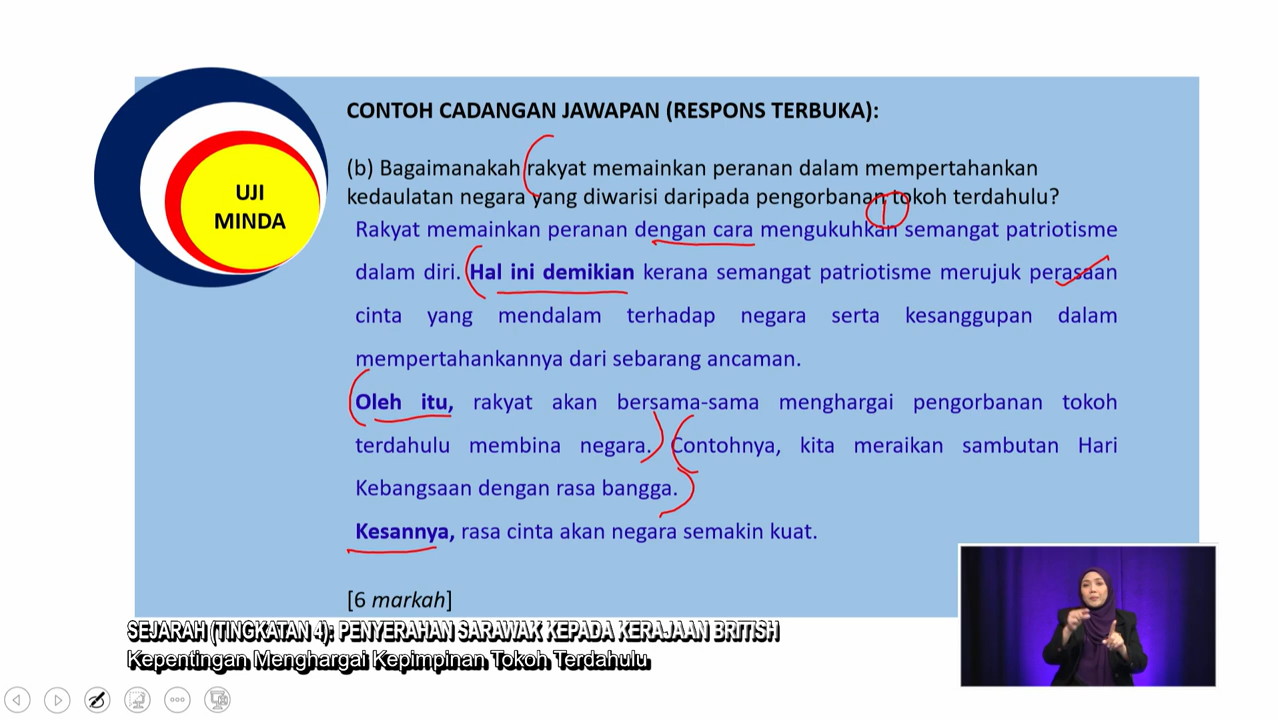 UJI
MINDA
CONTOH CADANGAN JAWAPAN (RESPONS TERBUKA):
(b) Bagaimanakah rakyat memainkan peranan dalam mempertahankan
kedaulatan negara yang diwarisi daripada pengorbanan tokoh terdahulu?
1
Rakyat memainkan peranan dengan cara mengukuhkan semangat patriotisme
dalam diri. Hal ini demikian kerana semangat patriotisme merujuk perasaan
cinta yang mendalam terhadap negara serta kesanggupan dalam
mempertahankannya dari sebarang ancaman.
Oleh itu, rakyat akan bersama-sama menghargai pengorbanan tokoh
terdahulu membina negara. Contohnya, kita meraikan sambutan Hari
Kebangsaan dengan rasa bangga.
Kesannya, rasa cinta akan negara semakin kuat.
[6 markah]
SEJARAH (TINGKATAN 4): PENYERAHAN SARAWAK KEPADA KERAJAAN BRITISH
Kepentingan Menghargai Kepimpinan Tokoh Terdahulu